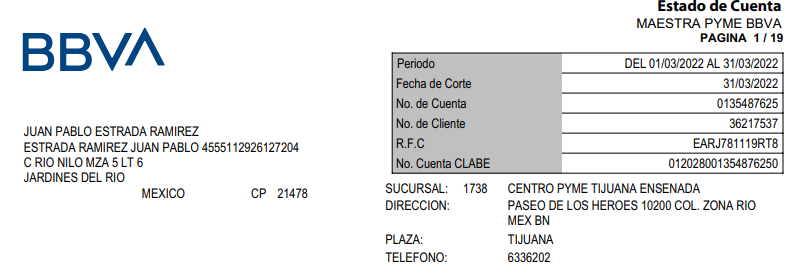 Estado de Cuenta
MAESTRA PYME BBVA
PAGINA 1 / 19
BBVA
Periodo DEL 01/03/2022 AL 31/03/2022
Fecha de Corte 31/03/2022
No. de Cuenta 0135487625
No. de Cliente 36217537
R.F.C EARJ781119RT8
No. Cuenta CLABE 012028001354876250
JUAN PABLO ESTRADA RAMIREZ
ESTRADA RAMIREZ JUAN PABLO 4555112926127204
C RIO NILO MZA 5 LT 6
JARDINES DEL RIO
MEXICO CP 21478
SUCURSAL: 1738 CENTRO PYME TIJUANA ENSENADA
DIRECCION: PASEO DE LOS HEROES 10200 COL. ZONA RIO
MEX BN
PLAZA: TIJUANA
TELEFONO: 6336202